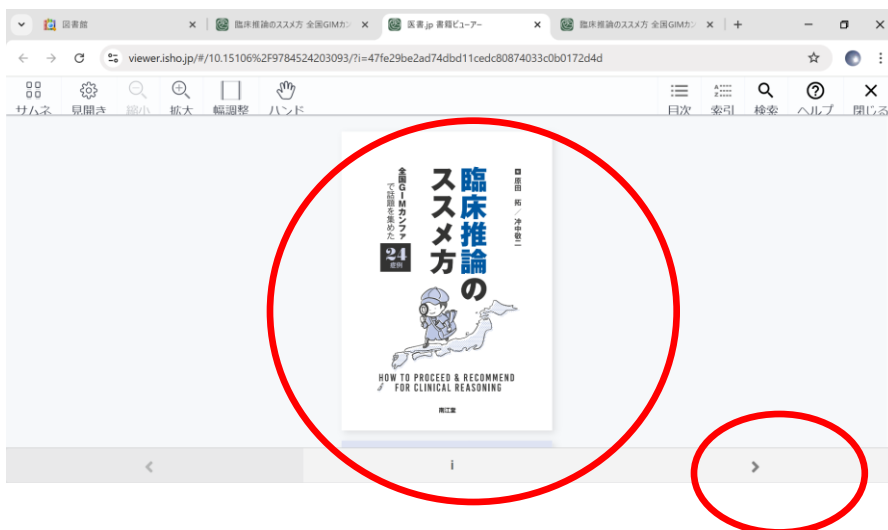 図書館
臨床推論のススメ方 全国GIMカン
医書.jp 書籍ビューアー
臨床推論のススメ方 全国GIMカン
viewer.isho.jp/#/10.15106%2F9784524203093/?i=47fe29be2ad74dbd11cedc80874033c0b0172d4d
サムネ 見開き 縮小 拡大 幅調整 ハンド 目次 索引 検索 ヘルプ 閉じる
原田 拓/沖中敬二
臨床推論の
ススメ方
全国GIMカンファ
で話題を集めた
24
症例
HOW TO PROCEED & RECOMMEND
FOR CLINICAL REASONING
南江堂
i